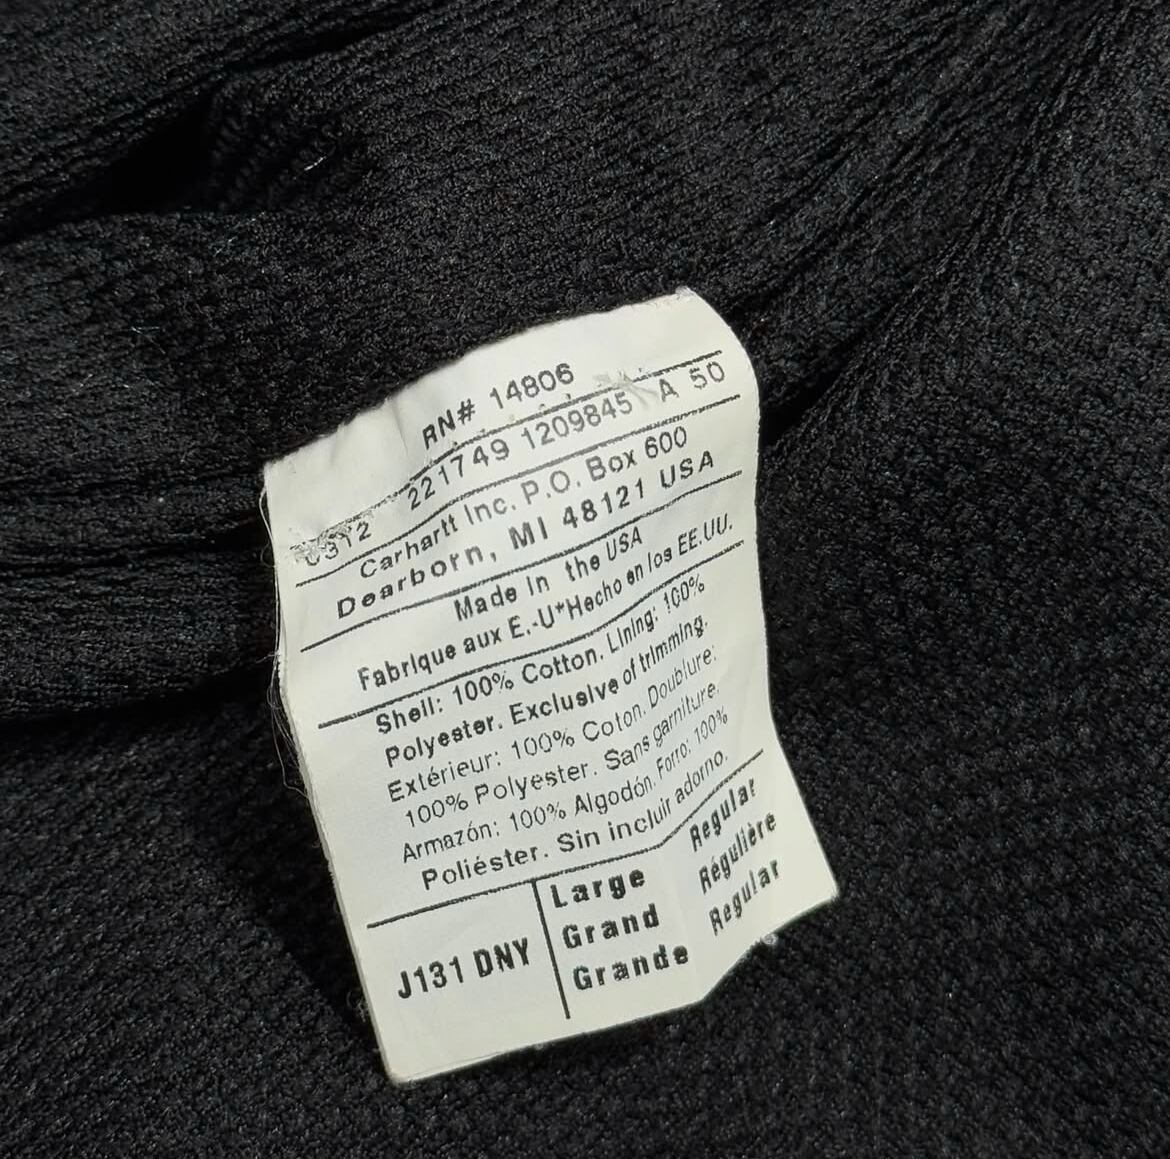 RN# 14806
0312 221749 1209845 A 50
Carhartt Inc. P.O. Box 600
Dearborn, MI 48121 USA
Made In the USA
Fabrique aux E.-U*Hecho en los EE.UU.
Shell: 100% Cotton. Lining: 100%
Polyester. Exclusive of trimming.
Extérieur: 100% Coton. Doublure:
100% Polyester. Sans garniture.
Armazón: 100% Algodón. Forro: 100%
Poliéster. Sin incluir adorno.
J131 DNY
Large Regular
Grand Régulière
Grande Regular